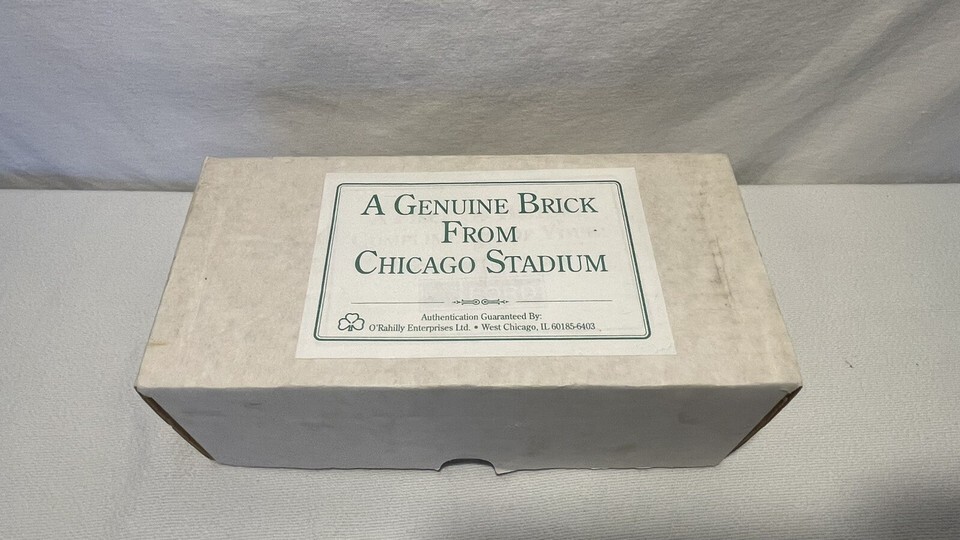 A GENUINE BRICK
FROM
CHICAGO STADIUM
Authentication Guaranteed By:
O'Rahilly Enterprises Ltd. • West Chicago, IL 60185-6403